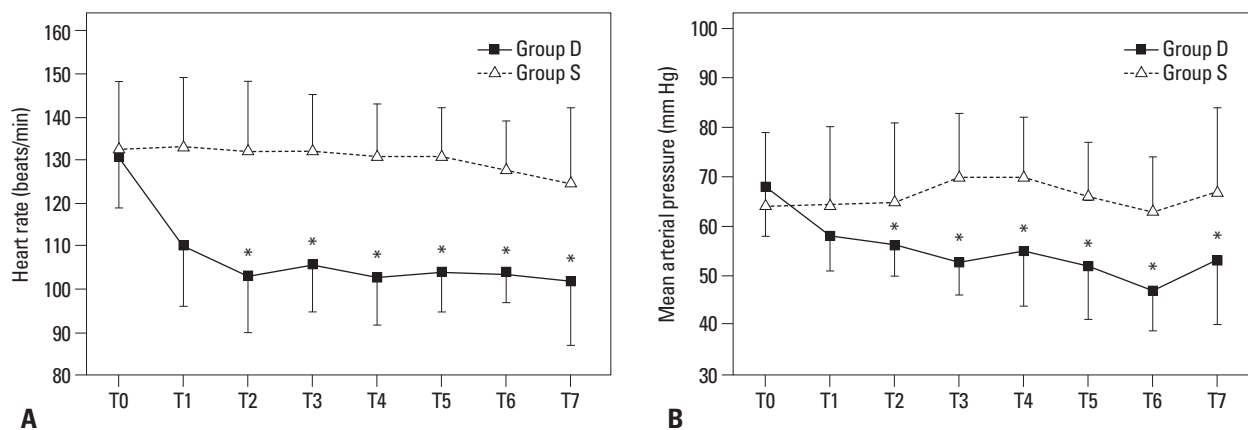 Heart rate (beats/min)
160
150
140
130
120
110
100
90
80
Group D
Group S
*
*
*
*
*
*
T0 T1 T2 T3 T4 T5 T6 T7
A
Mean arterial pressure (mm Hg)
100
90
80
70
60
50
40
30
Group D
Group S
*
*
*
*
*
*
T0 T1 T2 T3 T4 T5 T6 T7
B